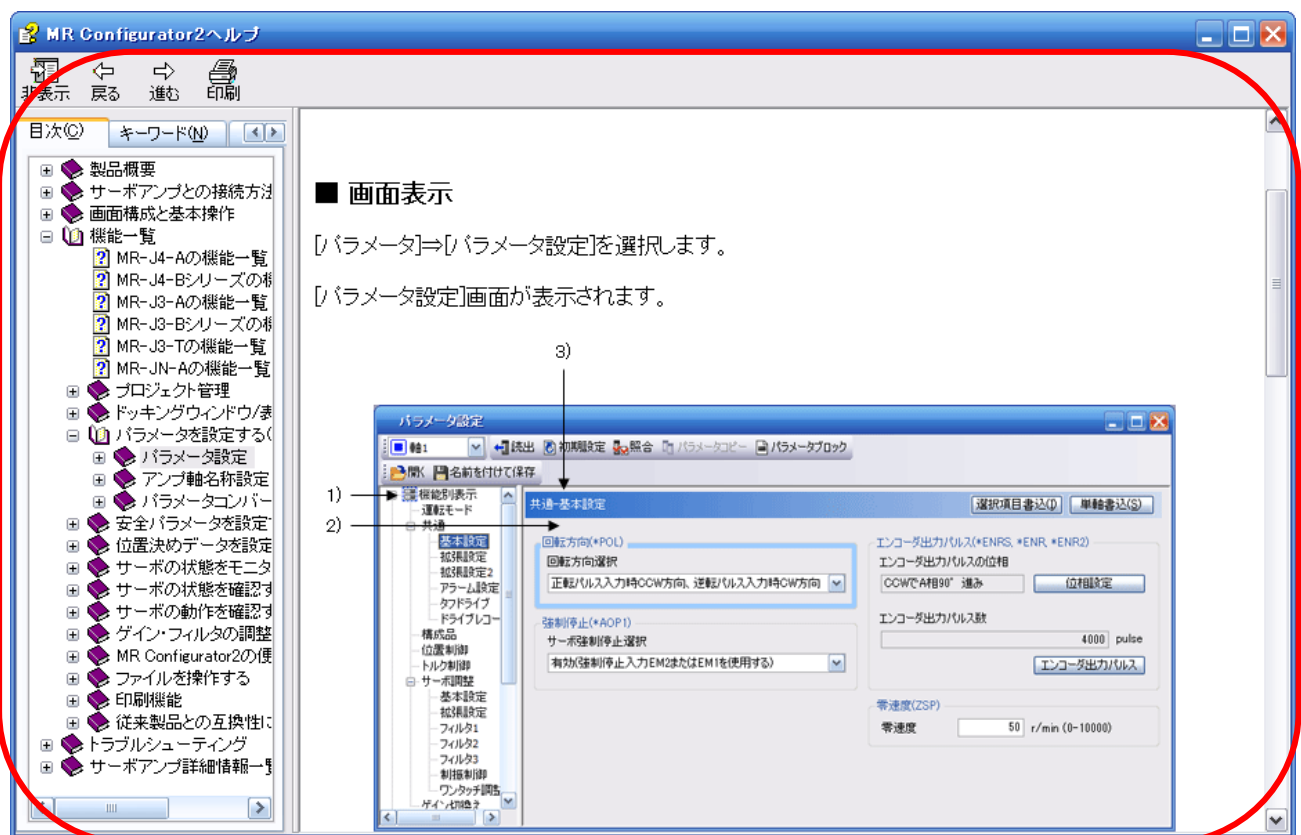 MR Configurator2ヘルプ
非表示 戻る 進む 印刷
目次(C) キーワード(N)
製品概要
サーボアンプとの接続方法
画面構成と基本操作
機能一覧
MR-J4-Aの機能一覧
MR-J4-Bシリーズの機
MR-J3-Aの機能一覧
MR-J3-Bシリーズの機
MR-J3-Tの機能一覧
MR-JN-Aの機能一覧
プロジェクト管理
ドッキングウィンドウ/表
パラメータを設定する(
パラメータ設定
アンプ軸名称設定
パラメータコンバー
安全パラメータを設定
位置決めデータを設定
サーボの状態をモニタ
サーボの状態を確認す
サーボの動作を確認す
ゲイン・フィルタの調整
MR Configurator2の便
ファイルを操作する
印刷機能
従来製品との互換性に
トラブルシューティング
サーボアンプ詳細情報一覧
■ 画面表示
[パラメータ]⇒[パラメータ設定]を選択します。
[パラメータ設定]画面が表示されます。
3)
パラメータ設定
軸1 読出 初期設定 照合 パラメータコピー パラメータブロック
開く 名前を付けて保存
1)
2)
機能別表示
運転モード
共通
基本設定
拡張設定
拡張設定2
アラーム設定
タフドライブ
ドライブレコー
構成品
位置制御
トルク制御
サーボ調整
基本設定
拡張設定
フィルタ1
フィルタ2
フィルタ3
制振制御
ワンタッチ調整
ゲイン切換え
共通-基本設定 選択項目書込(I) 単軸書込(S)
回転方向(*POL)
回転方向選択
正転パルス入力時CCW方向、逆転パルス入力時CW方向
強制停止(*AOP1)
サーボ強制停止選択
有効(強制停止入力EM2またはEM1を使用する)
エンコーダ出力パルス(*ENRS, *ENR, *ENR2)
エンコーダ出力パルスの位相
CCWでA相90° 進み 位相設定
エンコーダ出力パルス数
4000 pulse
エンコーダ出力パルス
零速度(ZSP)
零速度 50 r/min (0-10000)